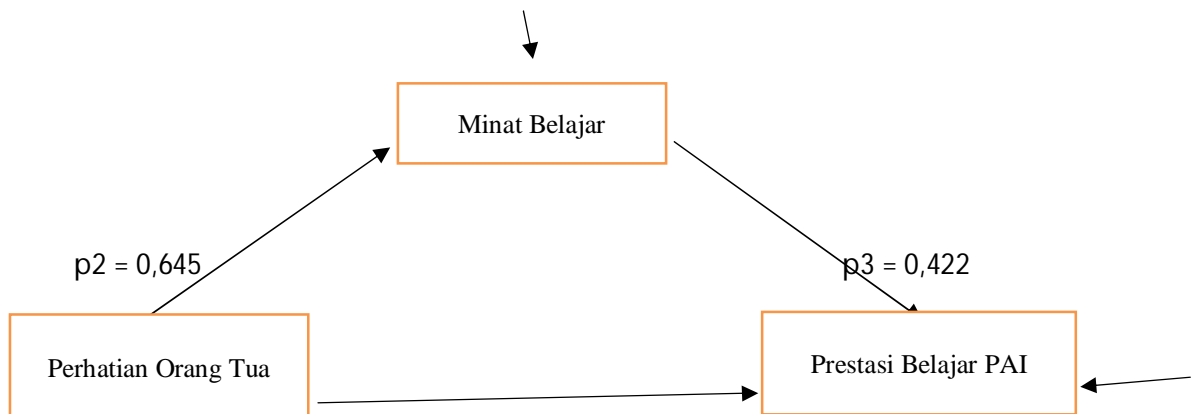 Minat Belajar
p2 = 0,645
p3 = 0,422
Perhatian Orang Tua
Prestasi Belajar PAI